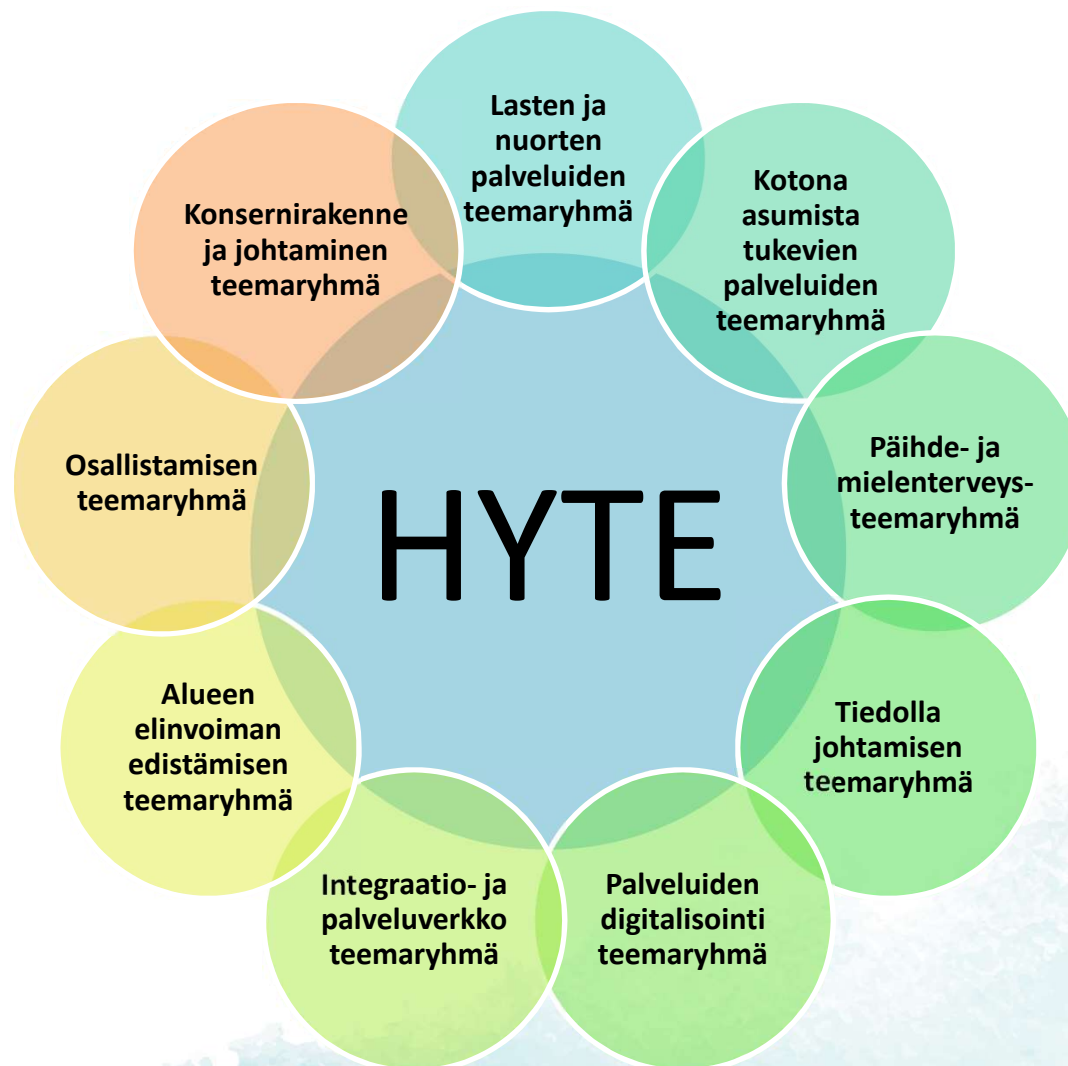 Lasten ja
nuorten
palveluiden
teemaryhmä
Kotona
asumista
tukevien
palveluiden
teemaryhmä
Päihde- ja
mielenterveys-
teemaryhmä
Tiedolla
johtamisen
teemaryhmä
Palveluiden
digitalisointi
teemaryhmä
Integraatio- ja
palveluverkko
teemaryhmä
Alueen
elinvoiman
edistämisen
teemaryhmä
Osallistamisen
teemaryhmä
Konsernirakenne
ja johtaminen
teemaryhmä
HYTE